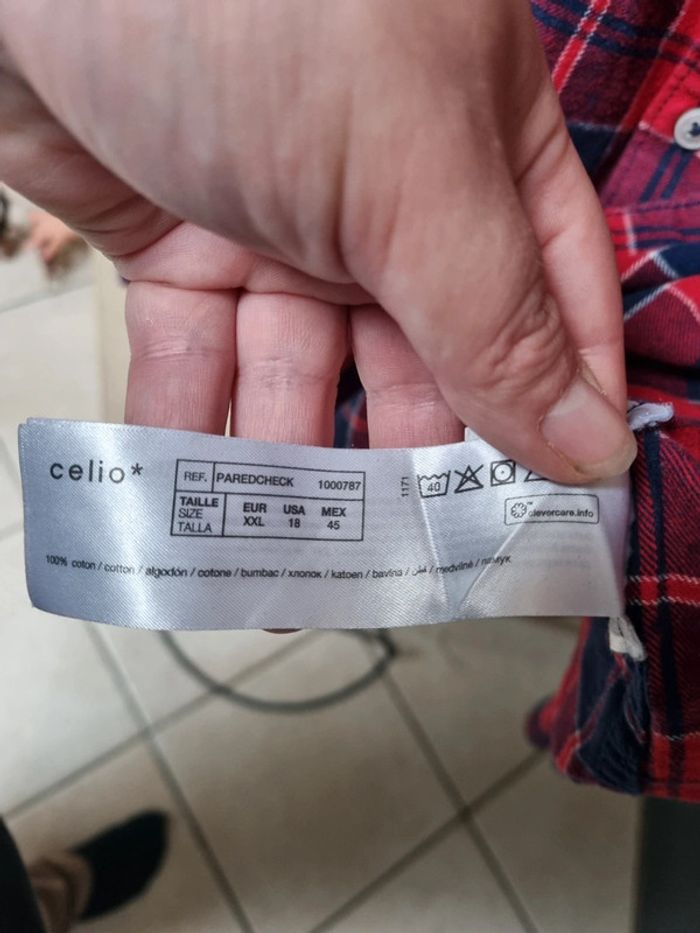 celio*
REF. PAREDCHECK 1000787
TAILLE SIZE TALLA
EUR USA MEX
XXL 18 45
1171
40
clevercare.info
100% coton / cotton / algodón / cotone / bumbac / хлопок / katoen / bavlna / قطن / medvilnė /